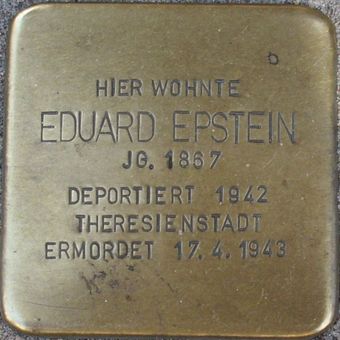 HIER WOHNTE
EDUARD EPSTEIN
JG. 1867
DEPORTIERT 1942
THERESIENSTADT
ERMORDET 17.4.1943